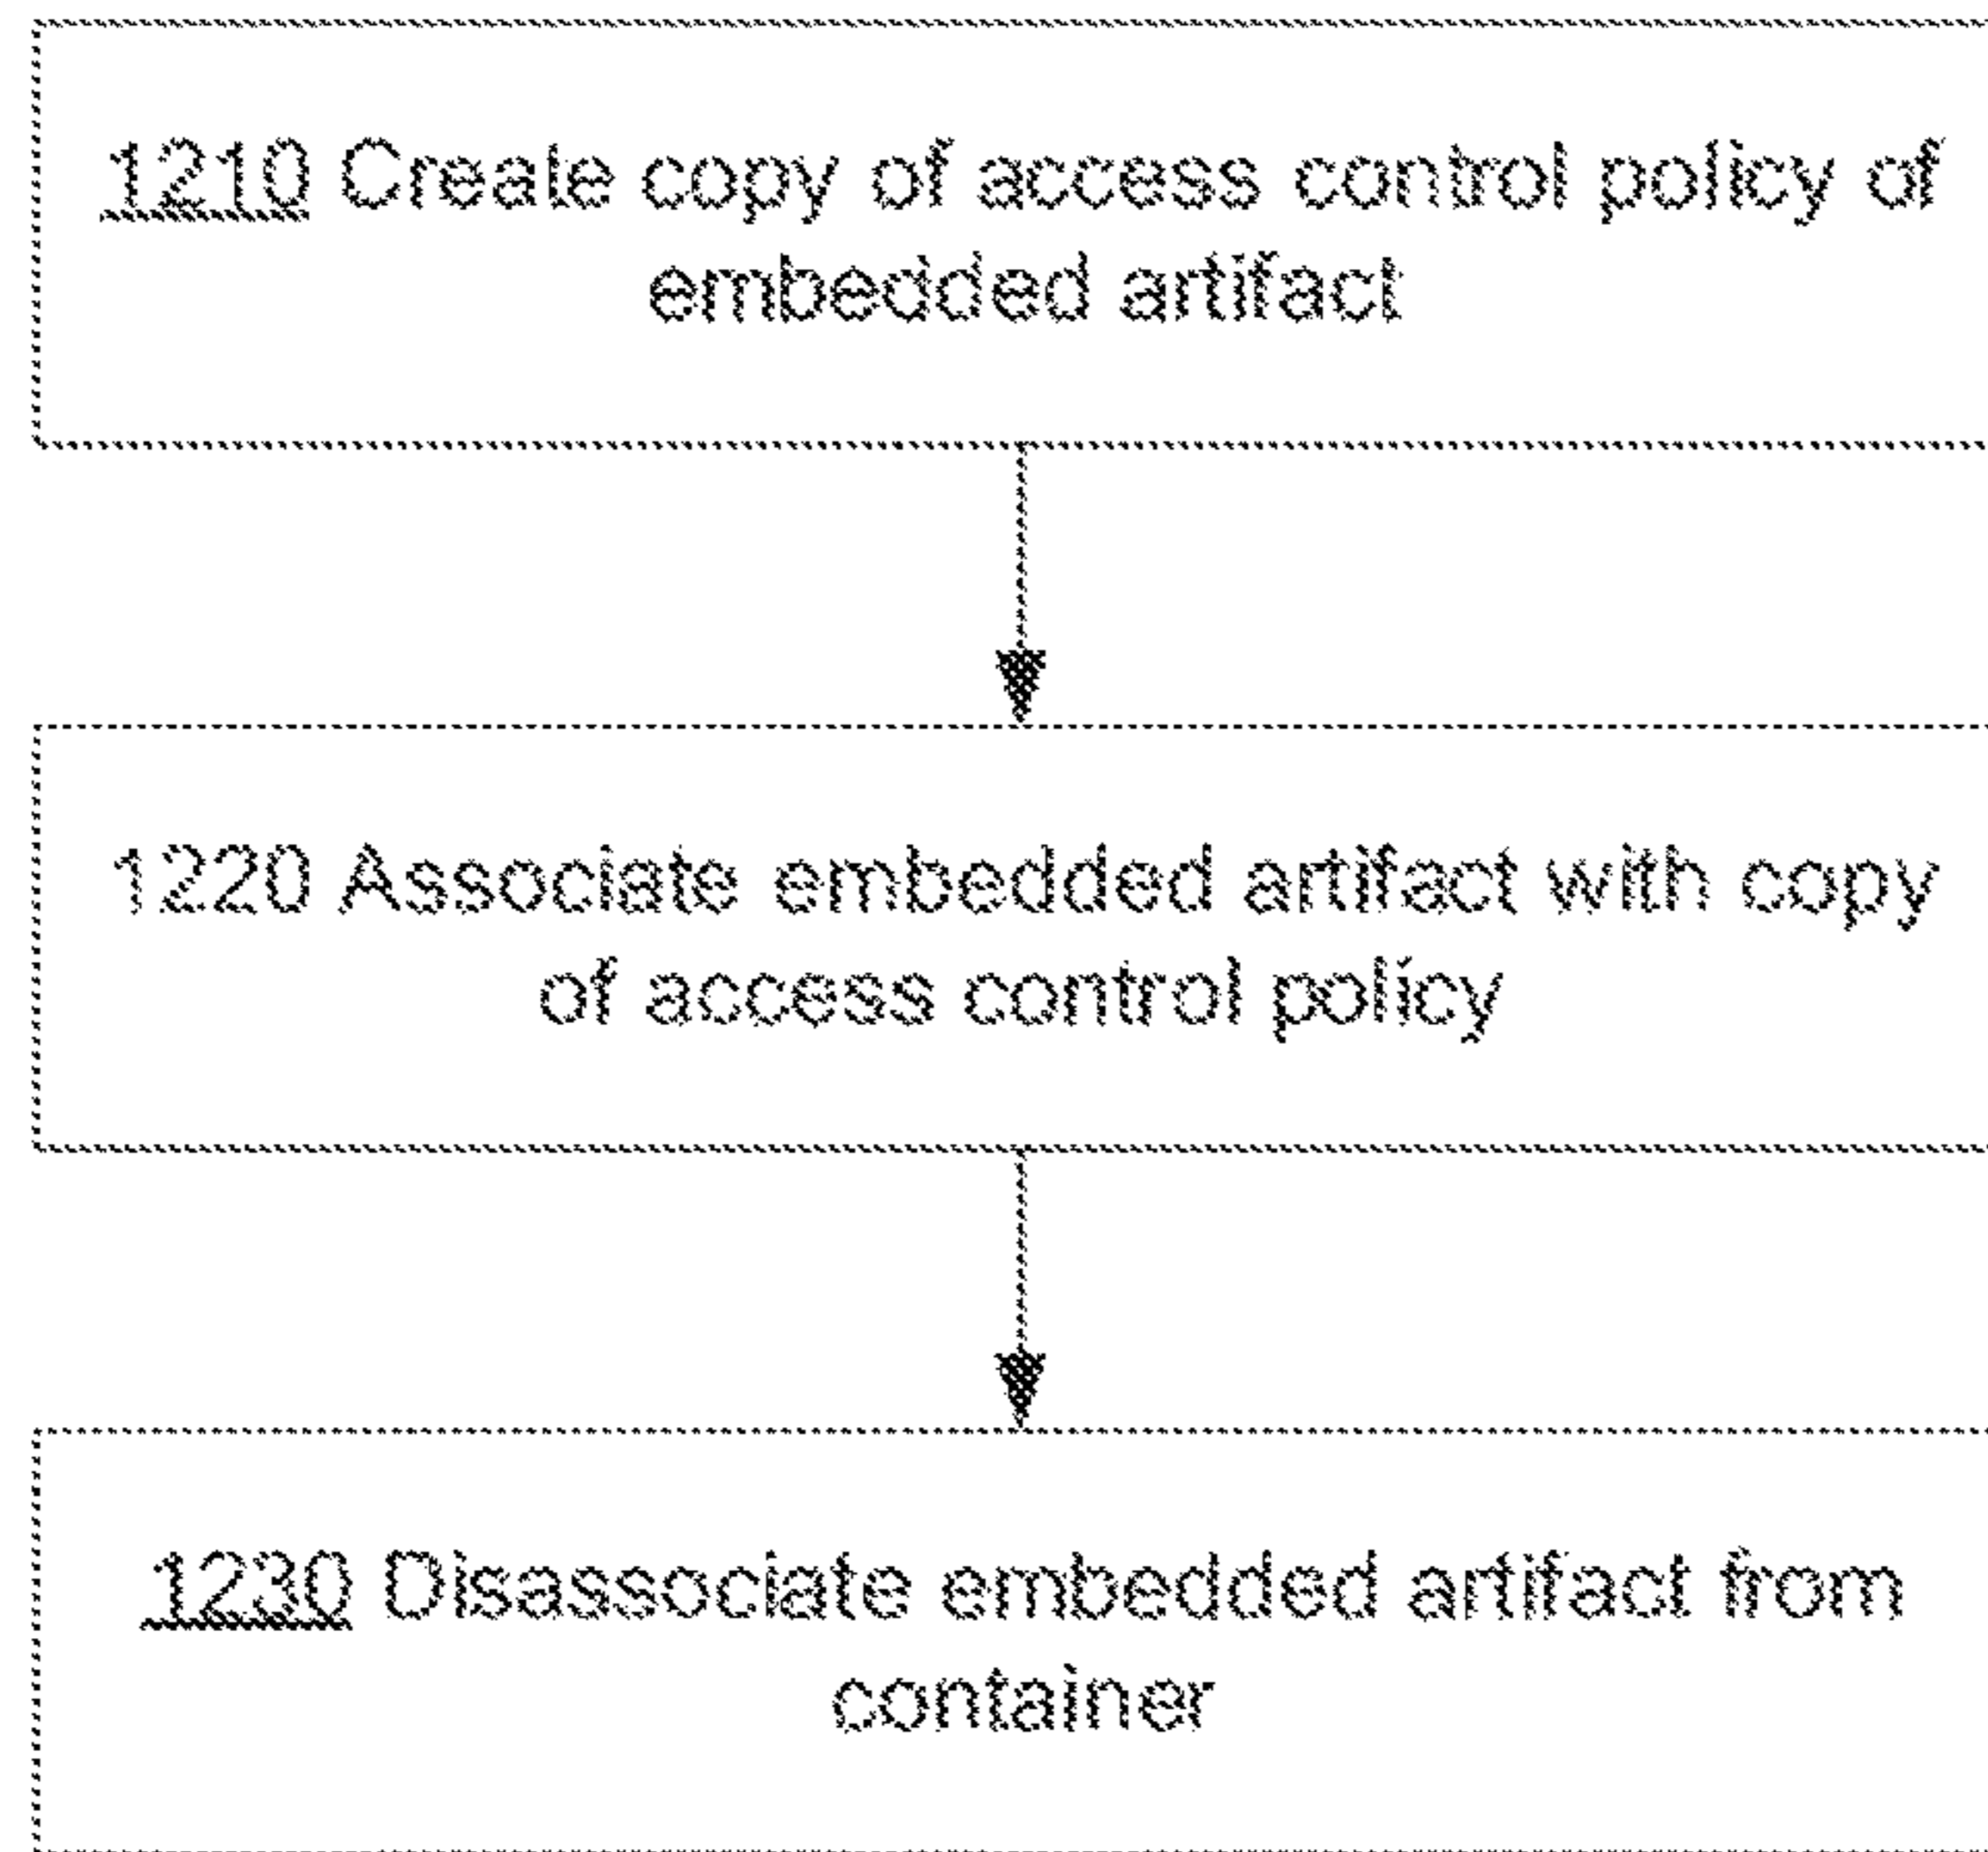 1210 Create copy of access control policy of
embedded artifact
1220 Associate embedded artifact with copy
of access control policy
1230 Disassociate embedded artifact from
container